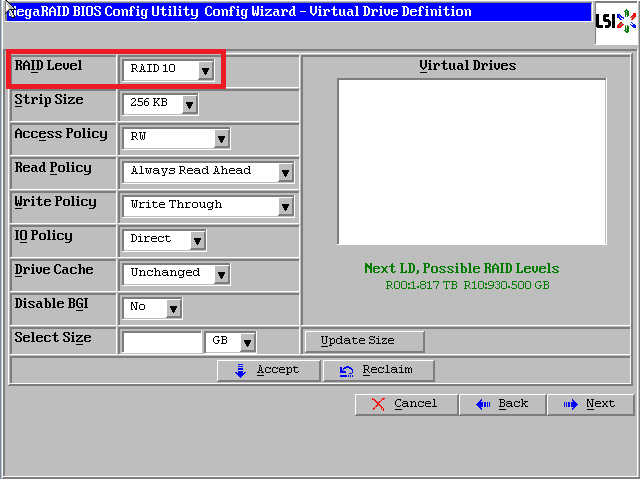 MegaRAID BIOS Config Utility Config Wizard - Virtual Drive Definition
LSI
RAID Level
RAID 10
Virtual Drives
Strip Size
256 KB
Access Policy
RW
Read Policy
Always Read Ahead
Write Policy
Write Through
IO Policy
Direct
Next LD, Possible RAID Levels
Drive Cache
Unchanged
R00:1.817 TB R10:930.500 GB
Disable BGI
No
Select Size
GB
Update Size
Accept
Reclaim
Cancel
Back
Next